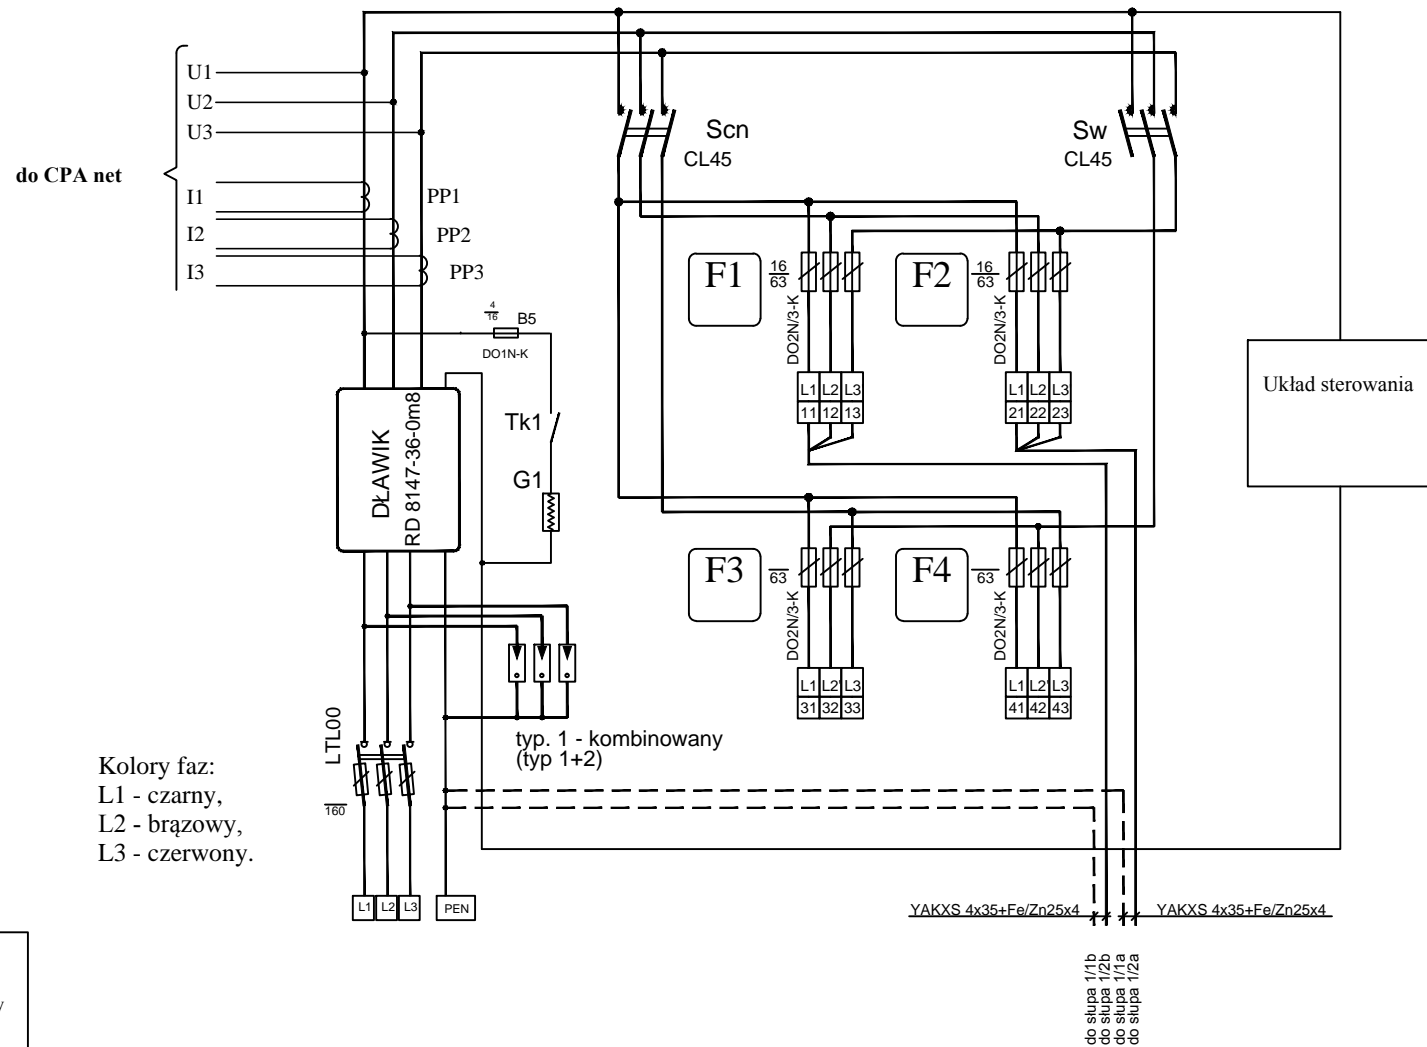 U1
U2
U3
do CPA net
I1
I2
I3
PP1
PP2
PP3
4
16
B5
DO1N-K
DŁAWIK
RD 8147-36-0m8
Tk1
G1
Scn
CL45
Sw
CL45
F1
16
63
DO2N/3-K
L1 L2 L3
11 12 13
F2
16
63
DO2N/3-K
L1 L2 L3
21 22 23
Układ sterowania
F3
63
DO2N/3-K
L1 L2' L3
31 32 33
F4
63
DO2N/3-K
L1 L2' L3
41 42 43
typ. 1 - kombinowany
(typ 1+2)
LTL00
160
Kolory faz:
L1 - czarny,
L2 - brązowy,
L3 - czerwony.
L1 L2 L3
PEN
YAKXS 4x35+Fe/Zn25x4
YAKXS 4x35+Fe/Zn25x4
do słupa 1/1b
do słupa 1/2b
do słupa 1/1a
do słupa 1/2a